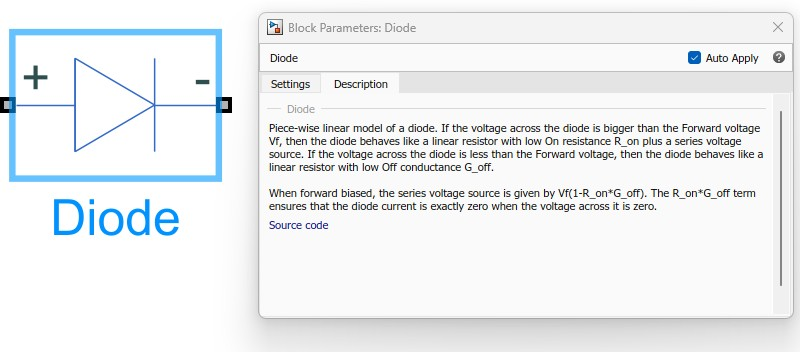 + -
Diode
Block Parameters: Diode
Diode Auto Apply
Settings Description
Diode
Piece-wise linear model of a diode. If the voltage across the diode is bigger than the Forward voltage
Vf, then the diode behaves like a linear resistor with low On resistance R_on plus a series voltage
source. If the voltage across the diode is less than the Forward voltage, then the diode behaves like a
linear resistor with low Off conductance G_off.
When forward biased, the series voltage source is given by Vf(1-R_on*G_off). The R_on*G_off term
ensures that the diode current is exactly zero when the voltage across it is zero.
Source code